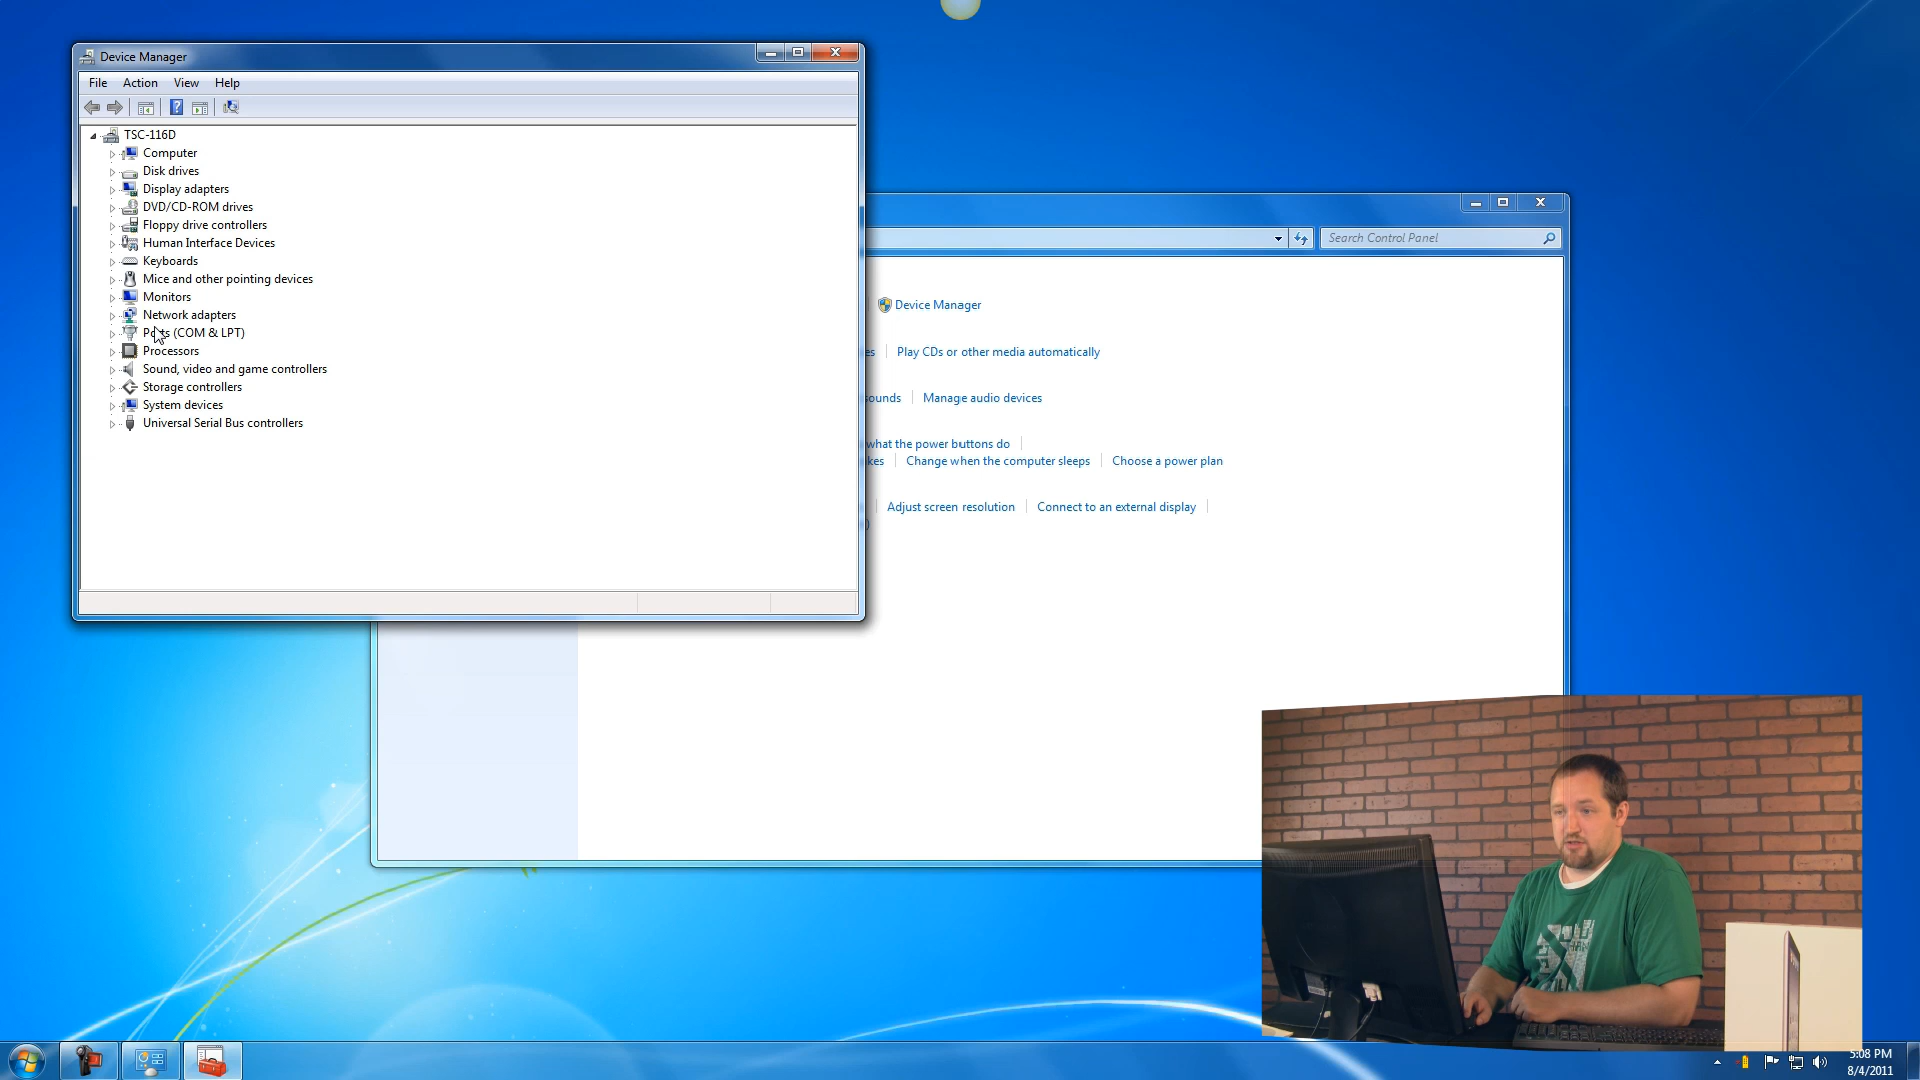 Device Manager
File Action View Help
TSC-116D
Computer
Disk drives
Display adapters
DVD/CD-ROM drives
Floppy drive controllers
Human Interface Devices
Keyboards
Mice and other pointing devices
Monitors
Network adapters
Ports (COM & LPT)
Processors
Sound, video and game controllers
Storage controllers
System devices
Universal Serial Bus controllers
Search Control Panel
Device Manager
es Play CDs or other media automatically
ounds Manage audio devices
what the power buttons do
kes Change when the computer sleeps Choose a power plan
Adjust screen resolution Connect to an external display
)
5:08 PM
8/4/2011